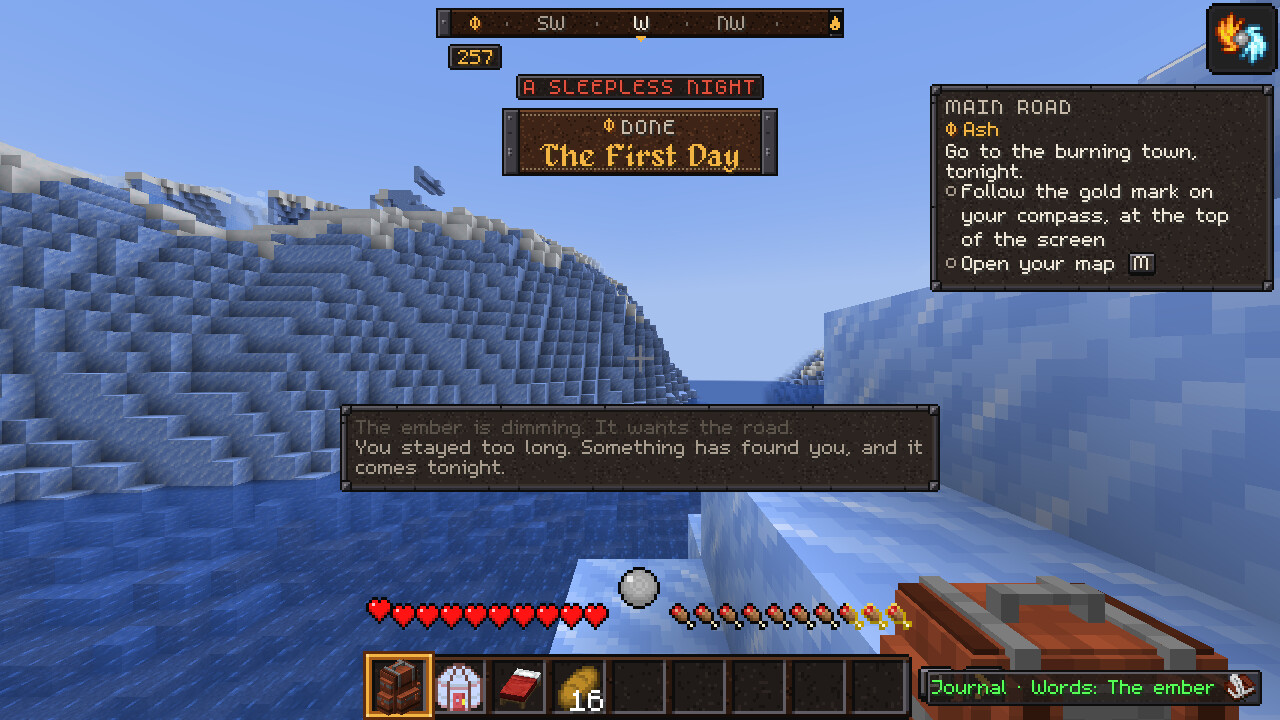 SW W NW
257
A SLEEPLESS NIGHT
DONE
The First Day
MAIN ROAD
Ash
Go to the burning town,
tonight.
Follow the gold mark on
your compass, at the top
of the screen
Open your map M
The ember is dimming. It wants the road.
You stayed too long. Something has found you, and it
comes tonight.
16
Journal · Words: The ember